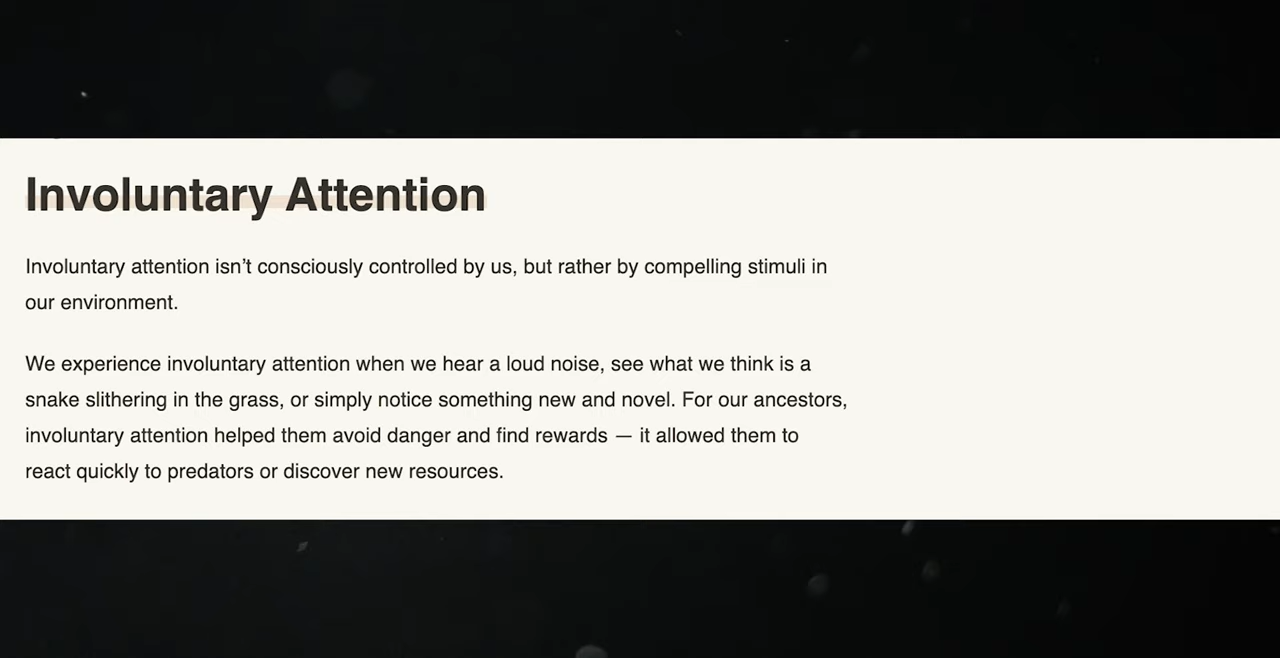 Involuntary Attention
Involuntary attention isn’t consciously controlled by us, but rather by compelling stimuli in
our environment.
We experience involuntary attention when we hear a loud noise, see what we think is a
snake slithering in the grass, or simply notice something new and novel. For our ancestors,
involuntary attention helped them avoid danger and find rewards — it allowed them to
react quickly to predators or discover new resources.